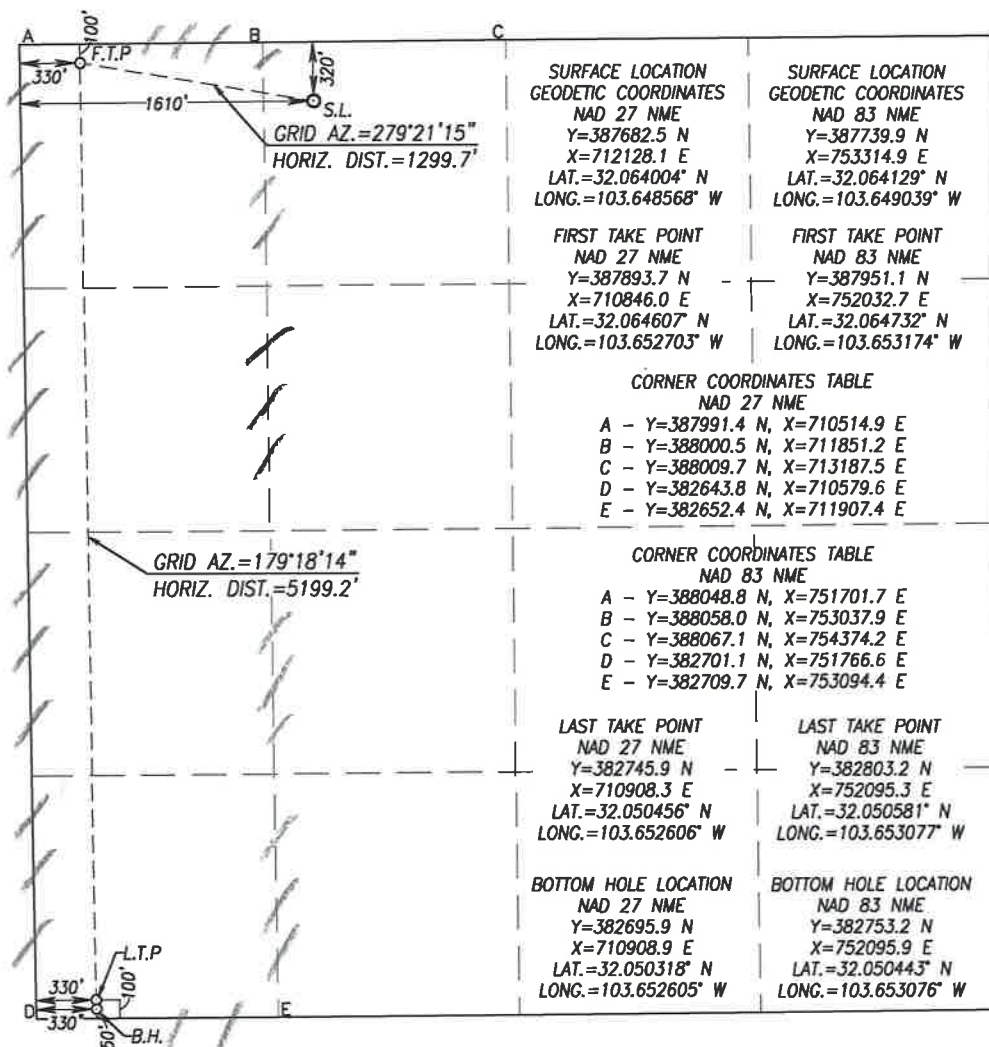 A
B
C
100'
F.T.P
330'
320'
1610'
S.L.
GRID AZ.=279°21'15"
HORIZ. DIST.=1299.7'
SURFACE LOCATION
GEODETIC COORDINATES
NAD 27 NME
Y=387682.5 N
X=712128.1 E
LAT.=32.064004° N
LONG.=103.648568° W
SURFACE LOCATION
GEODETIC COORDINATES
NAD 83 NME
Y=387739.9 N
X=753314.9 E
LAT.=32.064129° N
LONG.=103.649039° W
FIRST TAKE POINT
NAD 27 NME
Y=387893.7 N
X=710846.0 E
LAT.=32.064607° N
LONG.=103.652703° W
FIRST TAKE POINT
NAD 83 NME
Y=387951.1 N
X=752032.7 E
LAT.=32.064732° N
LONG.=103.653174° W
CORNER COORDINATES TABLE
NAD 27 NME
A - Y=387991.4 N, X=710514.9 E
B - Y=388000.5 N, X=711851.2 E
C - Y=388009.7 N, X=713187.5 E
D - Y=382643.8 N, X=710579.6 E
E - Y=382652.4 N, X=711907.4 E
GRID AZ.=179°18'14"
HORIZ. DIST.=5199.2'
CORNER COORDINATES TABLE
NAD 83 NME
A - Y=388048.8 N, X=751701.7 E
B - Y=388058.0 N, X=753037.9 E
C - Y=388067.1 N, X=754374.2 E
D - Y=382701.1 N, X=751766.6 E
E - Y=382709.7 N, X=753094.4 E
LAST TAKE POINT
NAD 27 NME
Y=382745.9 N
X=710908.3 E
LAT.=32.050456° N
LONG.=103.652606° W
LAST TAKE POINT
NAD 83 NME
Y=382803.2 N
X=752095.3 E
LAT.=32.050581° N
LONG.=103.653077° W
BOTTOM HOLE LOCATION
NAD 27 NME
Y=382695.9 N
X=710908.9 E
LAT.=32.050318° N
LONG.=103.652605° W
BOTTOM HOLE LOCATION
NAD 83 NME
Y=382753.2 N
X=752095.9 E
LAT.=32.050443° N
LONG.=103.653076° W
L.T.P
330'
100'
D
330'
E
50'
B.H.